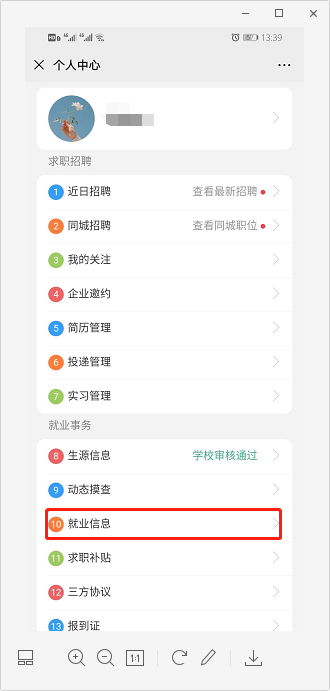 13:39
个人中心
求职招聘
1 近日招聘 查看最新招聘
2 同城招聘 查看同城职位
3 我的关注
4 企业邀约
5 简历管理
6 投递管理
7 实习管理
就业事务
8 生源信息 学校审核通过
9 动态摸查
10 就业信息
11 求职补贴
12 三方协议
13 报到证
1:1